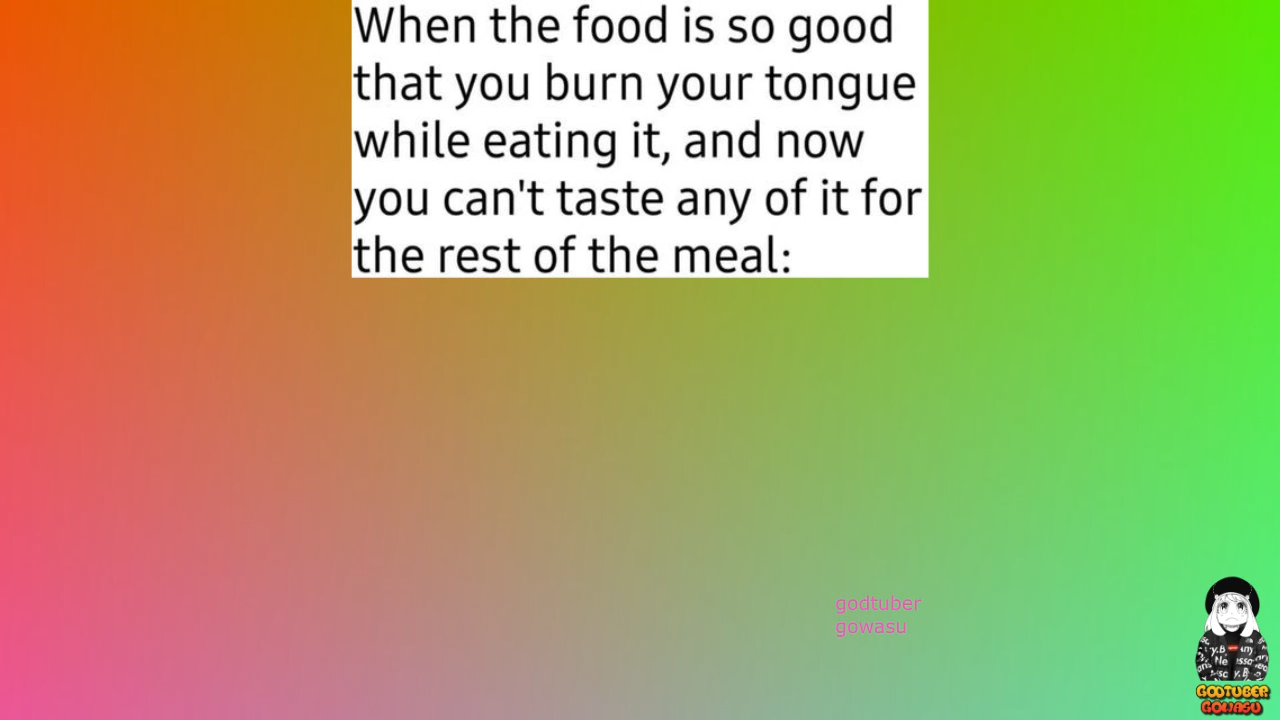 When the food is so good
that you burn your tongue
while eating it, and now
you can't taste any of it for
the rest of the meal:
godtuber
gowasu
GODTUBER
GOWASU